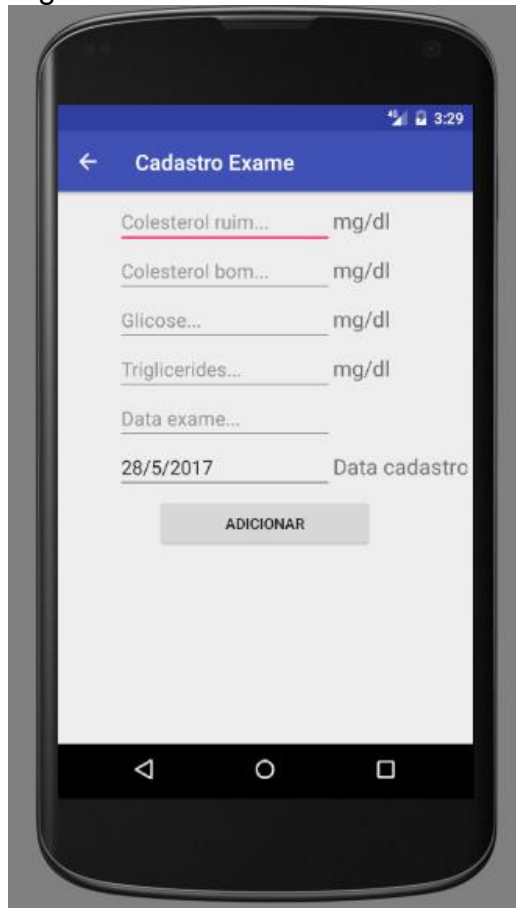 3:29
Cadastro Exame
Colesterol ruim... mg/dl
Colesterol bom... mg/dl
Glicose... mg/dl
Triglicerides... mg/dl
Data exame...
28/5/2017 Data cadastro
ADICIONAR